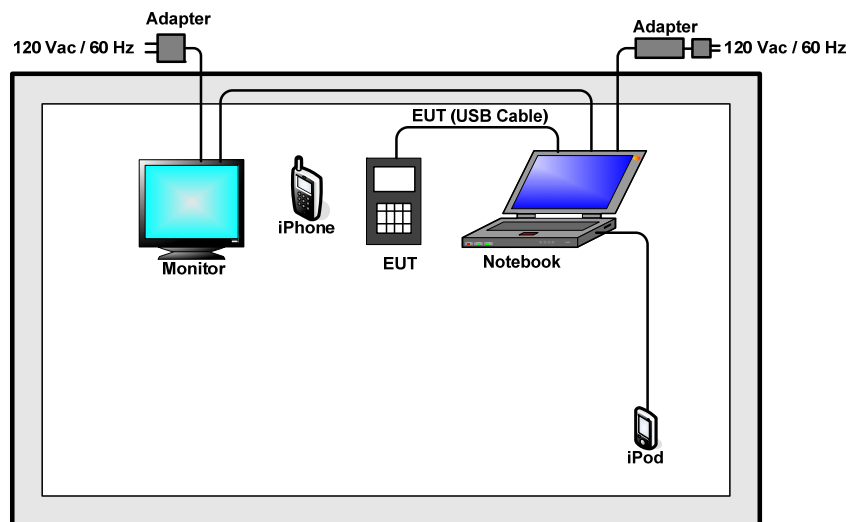 Adapter
120 Vac / 60 Hz
Adapter
120 Vac / 60 Hz
EUT (USB Cable)
iPhone
Monitor
EUT
Notebook
iPod